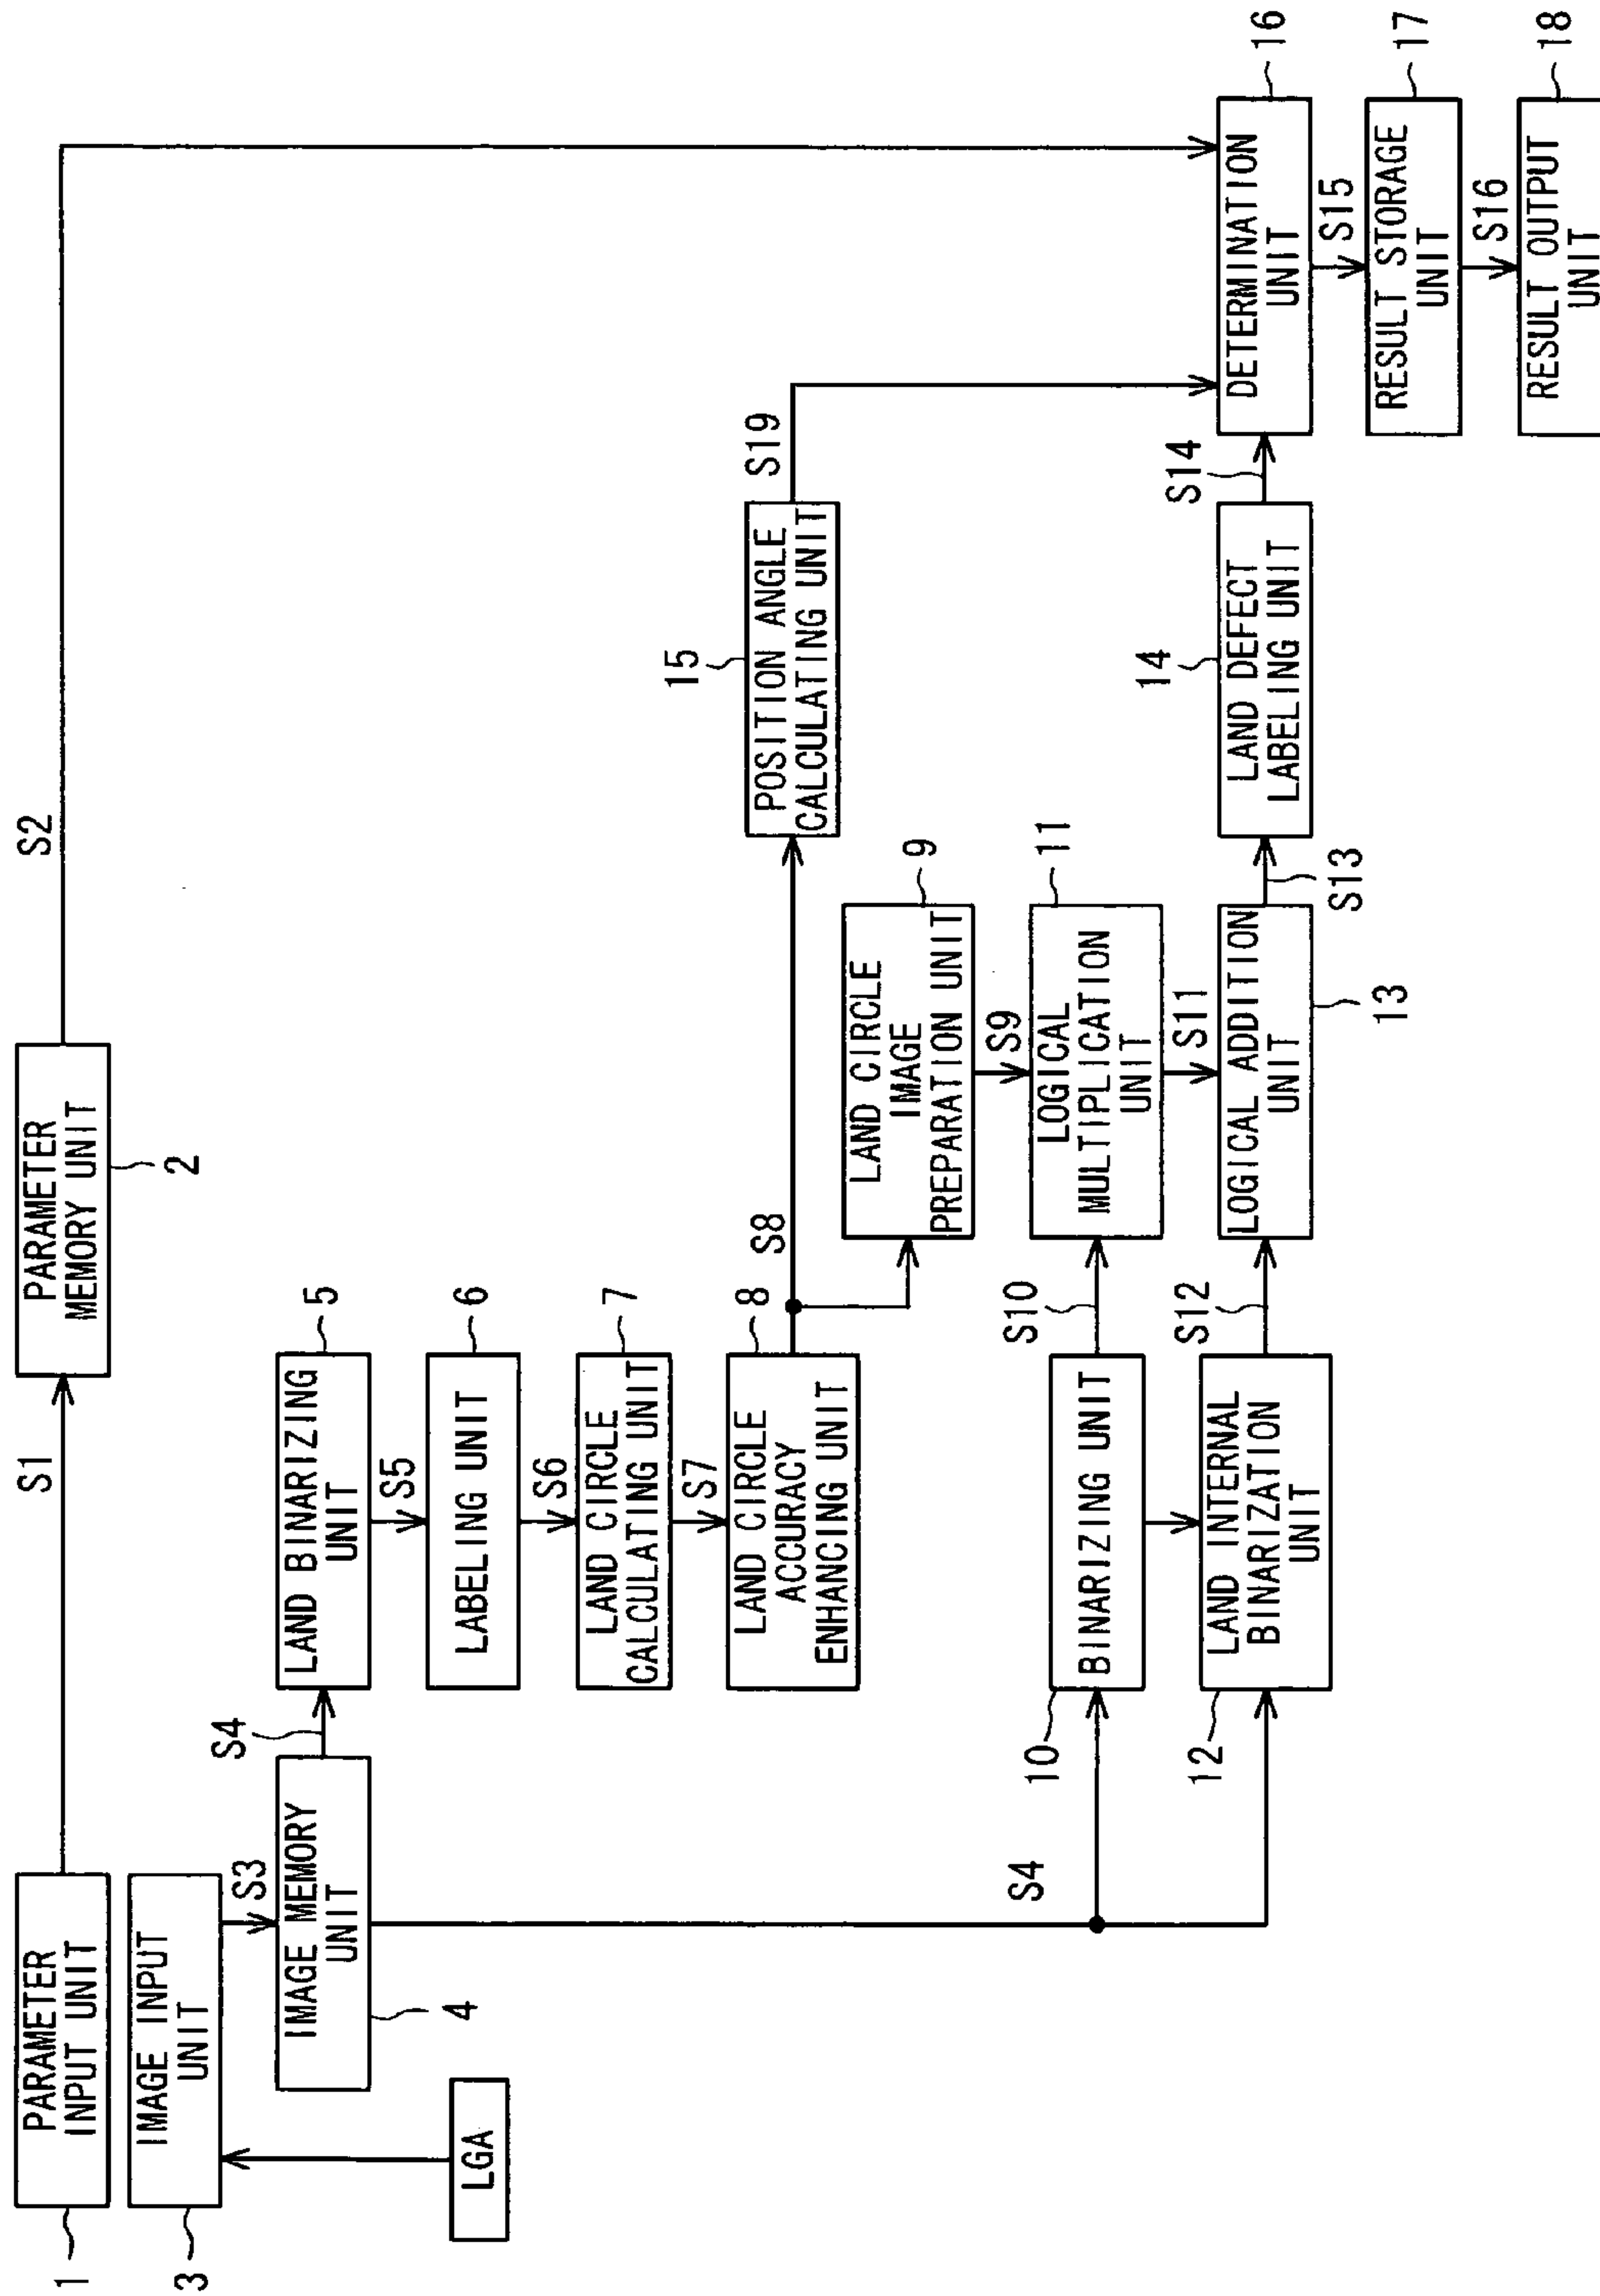 1
PARAMETER
INPUT UNIT
S1
PARAMETER
MEMORY UNIT
2
S2
3
IMAGE INPUT
UNIT
S3
LGA
IMAGE MEMORY
UNIT
4
S4
LAND BINARIZING
UNIT
5
S5
LABELING UNIT
6
S6
LAND CIRCLE
CALCULATING UNIT
7
S7
LAND CIRCLE
ACCURACY
ENHANCING UNIT
8
S8
15
POSITION ANGLE
CALCULATING UNIT
S19
LAND CIRCLE
IMAGE
PREPARATION UNIT
9
S9
S4
10
BINARIZING UNIT
S10
LOGICAL
MULTIPLICATION
UNIT
11
S11
12
LAND INTERNAL
BINARIZATION
UNIT
S12
LOGICAL ADDITION
UNIT
13
S13
14
LAND DEFECT
LABELING UNIT
S14
DETERMINATION
UNIT
16
S15
RESULT STORAGE
UNIT
17
S16
RESULT OUTPUT
UNIT
18